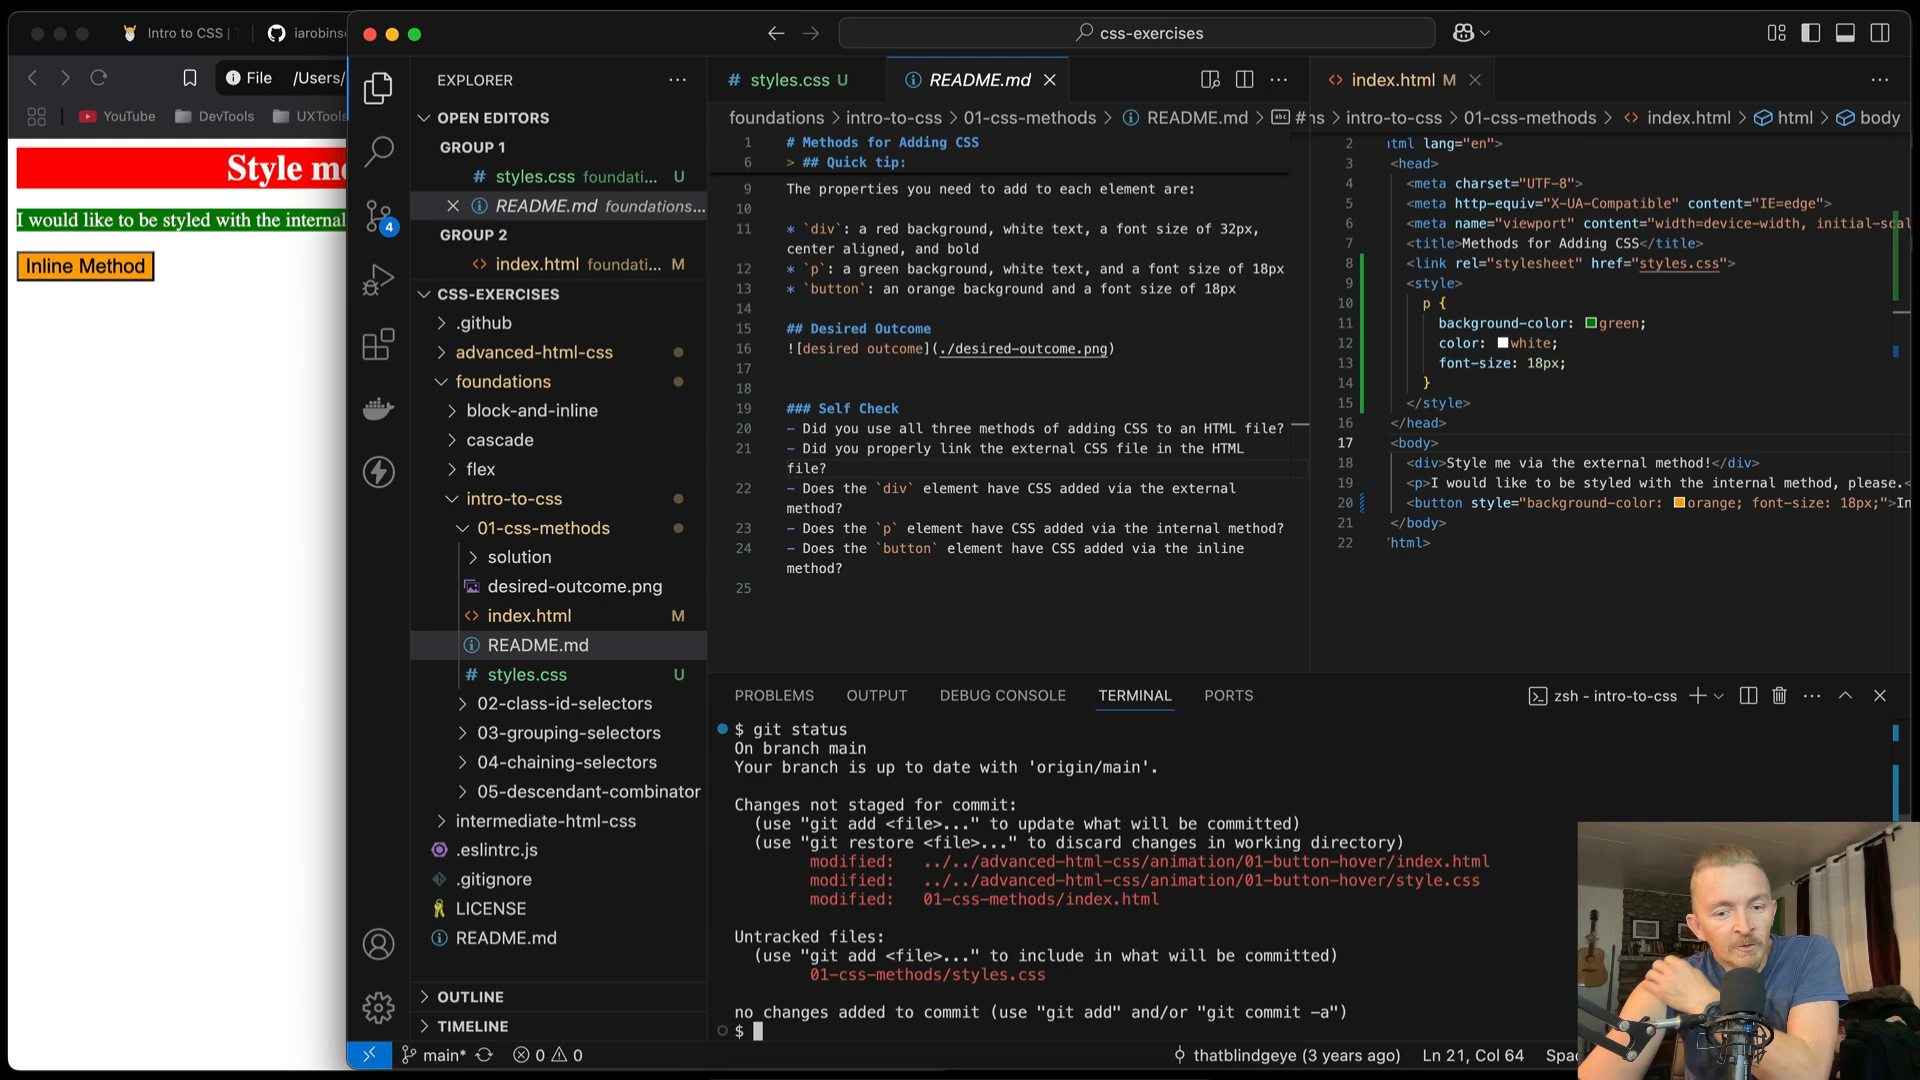 Intro to CSS |
iarobins
File /Users/
YouTube DevTools UXTools
Style me
I would like to be styled with the internal
Inline Method
css-exercises
EXPLORER
OPEN EDITORS
GROUP 1
# styles.css foundati... U
README.md foundations...
GROUP 2
<> index.html foundati... M
CSS-EXERCISES
.github
advanced-html-css
foundations
block-and-inline
cascade
flex
intro-to-css
01-css-methods
solution
desired-outcome.png
<> index.html M
README.md
# styles.css U
02-class-id-selectors
03-grouping-selectors
04-chaining-selectors
05-descendant-combinator
intermediate-html-css
.eslintrc.js
.gitignore
LICENSE
README.md
OUTLINE
TIMELINE
4
# styles.css U
README.md
foundations > intro-to-css > 01-css-methods > README.md > abc #
1 # Methods for Adding CSS
6 > ## Quick tip:
9 The properties you need to add to each element are:
10
11 * `div`: a red background, white text, a font size of 32px,
center aligned, and bold
12 * `p`: a green background, white text, and a font size of 18px
13 * `button`: an orange background and a font size of 18px
14
15 ## Desired Outcome
16 ![desired outcome](./desired-outcome.png)
17
18
19 ### Self Check
20 - Did you use all three methods of adding CSS to an HTML file?
21 - Did you properly link the external CSS file in the HTML
file?
22 - Does the `div` element have CSS added via the external
method?
23 - Does the `p` element have CSS added via the internal method?
24 - Does the `button` element have CSS added via the inline
method?
25
<> index.html M
ns > intro-to-css > 01-css-methods > <> index.html > html > body
2 html lang="en">
3 <head>
4 <meta charset="UTF-8">
5 <meta http-equiv="X-UA-Compatible" content="IE=edge">
6 <meta name="viewport" content="width=device-width, initial-scal
7 <title>Methods for Adding CSS</title>
8 <link rel="stylesheet" href="styles.css">
9 <style>
10 p {
11 background-color: green;
12 color: white;
13 font-size: 18px;
14 }
15 </style>
16 </head>
17 <body>
18 <div>Style me via the external method!</div>
19 <p>I would like to be styled with the internal method, please.<
20 <button style="background-color: orange; font-size: 18px;">In
21 </body>
22 html>
PROBLEMS OUTPUT DEBUG CONSOLE TERMINAL PORTS
zsh - intro-to-css
$ git status
On branch main
Your branch is up to date with 'origin/main'.
Changes not staged for commit:
(use "git add <file>..." to update what will be committed)
(use "git restore <file>..." to discard changes in working directory)
modified: ../../advanced-html-css/animation/01-button-hover/index.html
modified: ../../advanced-html-css/animation/01-button-hover/style.css
modified: 01-css-methods/index.html
Untracked files:
(use "git add <file>..." to include in what will be committed)
01-css-methods/styles.css
no changes added to commit (use "git add" and/or "git commit -a")
$
main* 0 0
thatblindgeye (3 years ago) Ln 21, Col 64 Spa